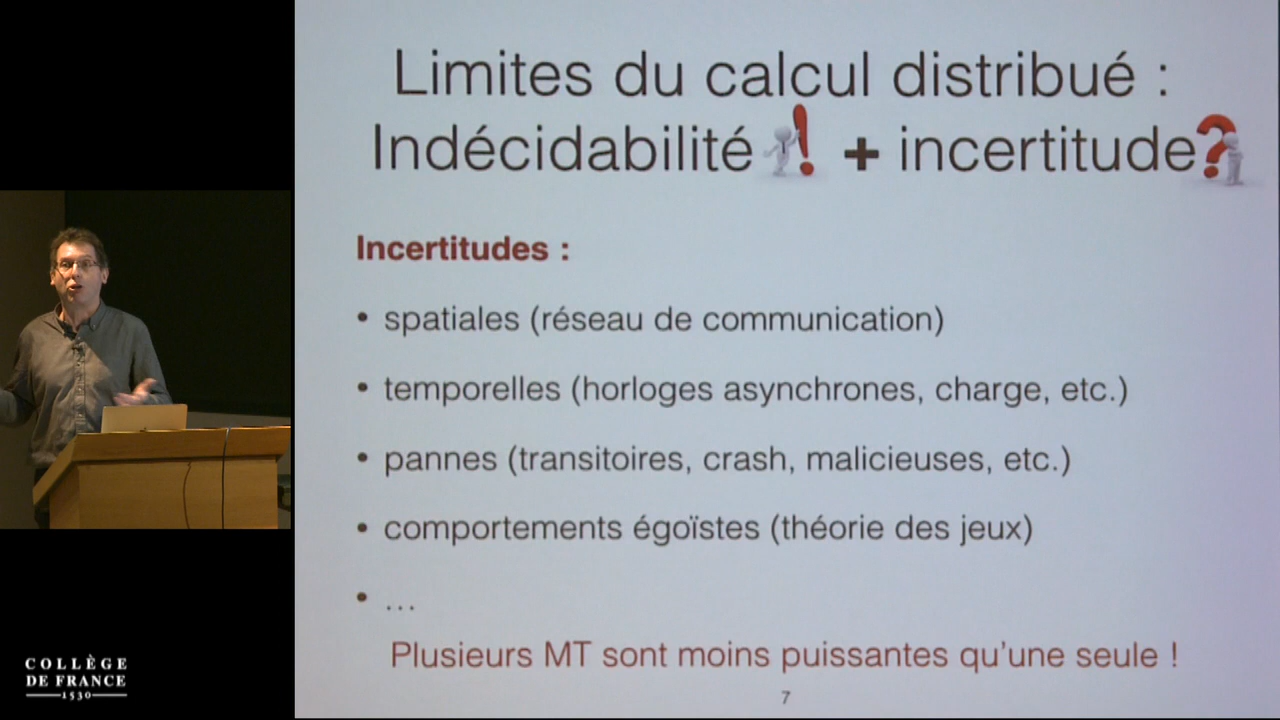 Limites du calcul distribué :
Indécidabilité ! + incertitude?
Incertitudes :
• spatiales (réseau de communication)
• temporelles (horloges asynchrones, charge, etc.)
• pannes (transitoires, crash, malicieuses, etc.)
• comportements égoïstes (théorie des jeux)
• …
Plusieurs MT sont moins puissantes qu'une seule !
7
COLLÈGE
DE FRANCE
1530